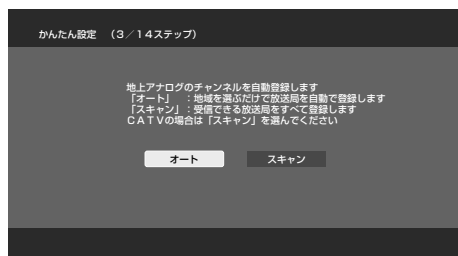 かんたん設定 （3／14ステップ）
地上アナログのチャンネルを自動登録します
「オート」 ：地域を選ぶだけで放送局を自動で登録します
「スキャン」：受信できる放送局をすべて登録します
CATVの場合は「スキャン」を選んでください
オート スキャン